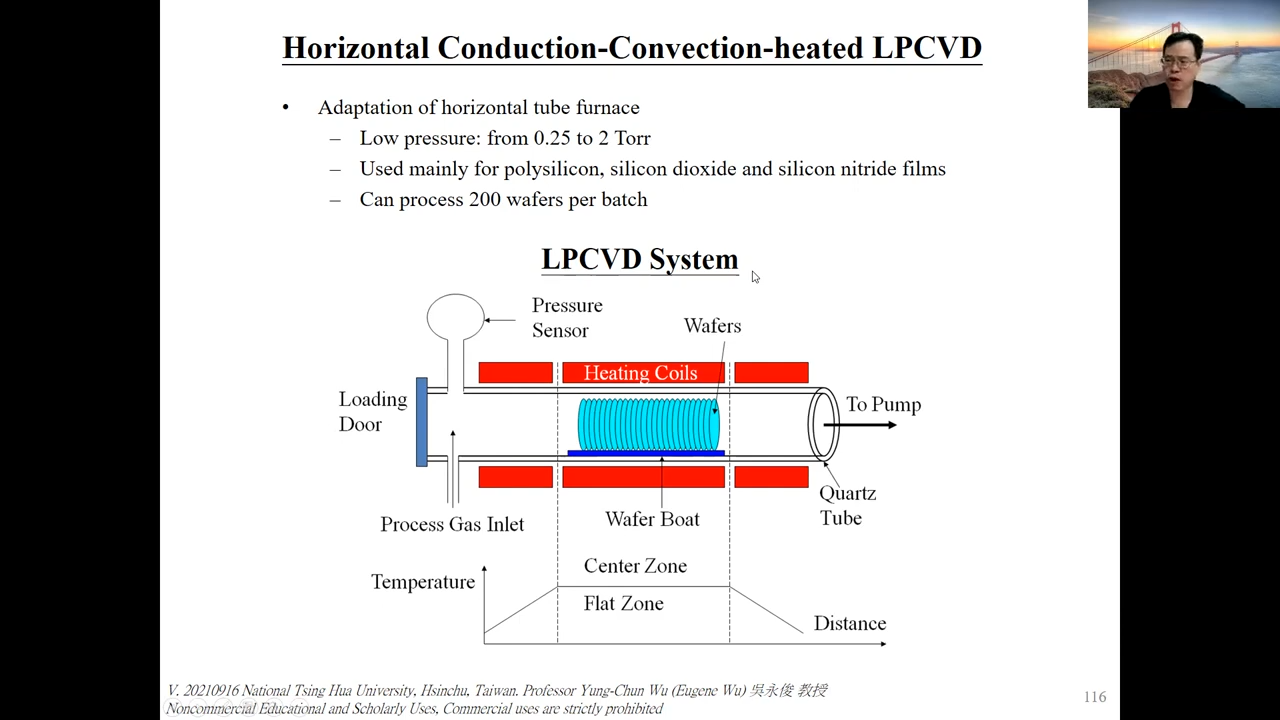 Horizontal Conduction-Convection-heated LPCVD
• Adaptation of horizontal tube furnace
– Low pressure: from 0.25 to 2 Torr
– Used mainly for polysilicon, silicon dioxide and silicon nitride films
– Can process 200 wafers per batch
LPCVD System
Pressure
Sensor
Wafers
Heating Coils
Loading
Door
To Pump
Quartz
Tube
Process Gas Inlet
Wafer Boat
Center Zone
Temperature
Flat Zone
Distance
V. 20210916 National Tsing Hua University, Hsinchu, Taiwan. Professor Yung-Chun Wu (Eugene Wu) 吳永俊 教授
Noncommercial Educational and Scholarly Uses, Commercial uses are strictly prohibited
116